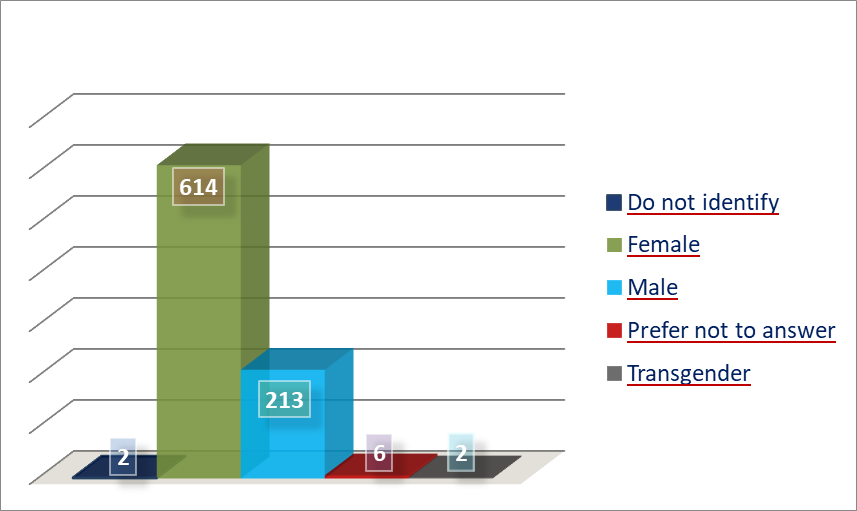 614
213
2
6
2
Do not identify
Female
Male
Prefer not to answer
Transgender